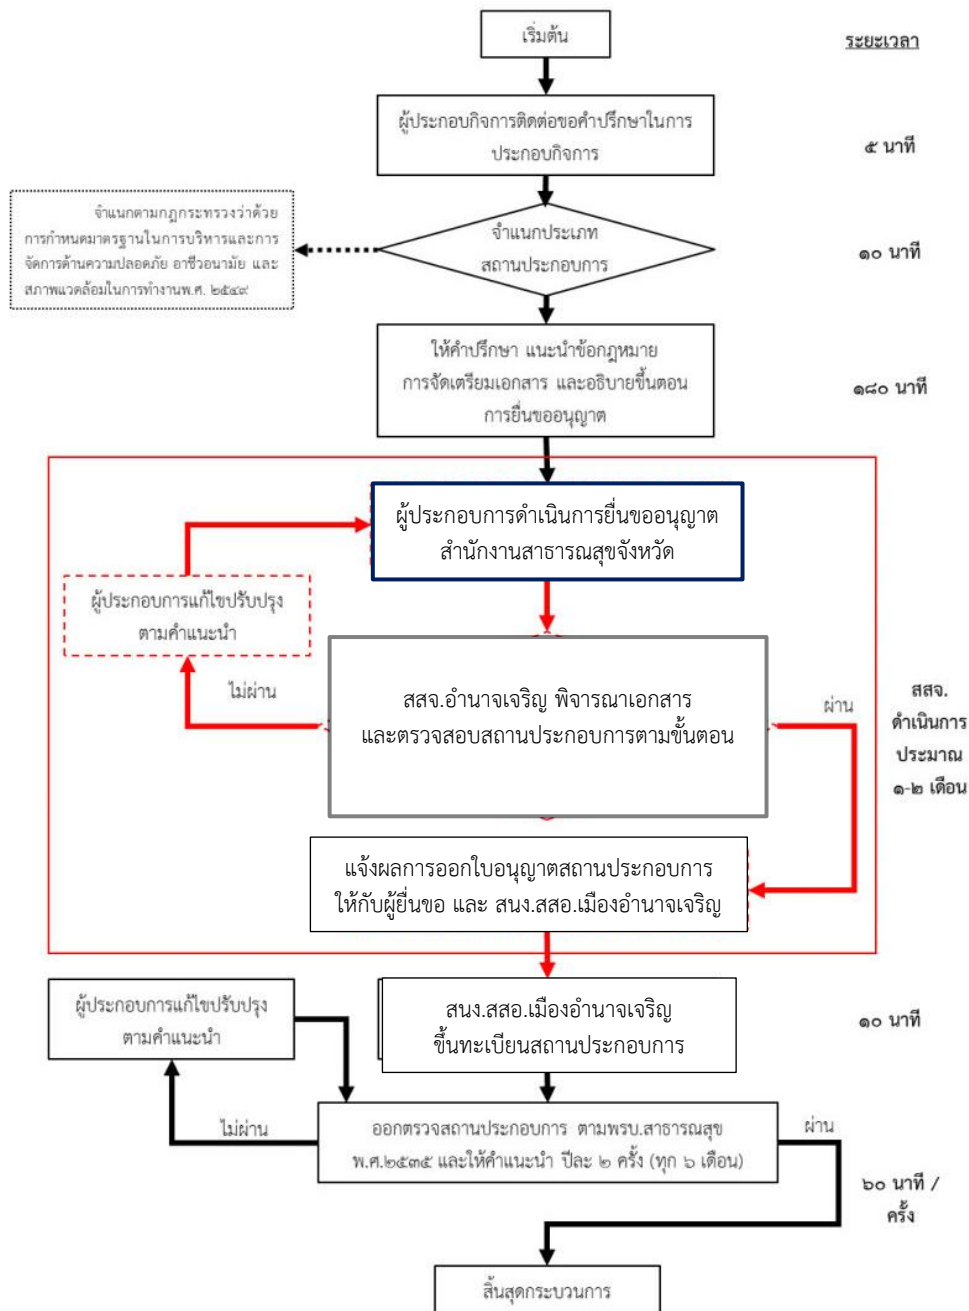 เริ่มต้น
ระยะเวลา
ผู้ประกอบกิจการติดต่อขอคำปรึกษาในการ
ประกอบกิจการ
๕ นาที
จำแนกตามกฎกระทรวงว่าด้วย
การกำหนดมาตรฐานในการบริหารและการ
จัดการด้านความปลอดภัย อาชีวอนามัย และ
สภาพแวดล้อมในการทำงานพ.ศ. ๒๕๔๙
จำแนกประเภท
สถานประกอบการ
๑๐ นาที
ให้คำปรึกษา แนะนำข้อกฎหมาย
การจัดเตรียมเอกสาร และอธิบายขั้นตอน
การยื่นขออนุญาต
๑๘๐ นาที
ผู้ประกอบการดำเนินการยื่นขออนุญาต
สำนักงานสาธารณสุขจังหวัด
ผู้ประกอบการแก้ไขปรับปรุง
ตามคำแนะนำ
ไม่ผ่าน
สสจ.อำนาจเจริญ พิจารณาเอกสาร
และตรวจสอบสถานประกอบการตามขั้นตอน
ผ่าน
สสจ.
ดำเนินการ
ประมาณ
๑-๒ เดือน
แจ้งผลการออกใบอนุญาตสถานประกอบการ
ให้กับผู้ยื่นขอ และ สนง.สสอ.เมืองอำนาจเจริญ
ผู้ประกอบการแก้ไขปรับปรุง
ตามคำแนะนำ
สนง.สสอ.เมืองอำนาจเจริญ
ขึ้นทะเบียนสถานประกอบการ
๑๐ นาที
ไม่ผ่าน
ออกตรวจสถานประกอบการ ตามพรบ.สาธารณสุข
พ.ศ.๒๕๓๕ และให้คำแนะนำ ปีละ ๒ ครั้ง (ทุก ๖ เดือน)
ผ่าน
๖๐ นาที /
ครั้ง
สิ้นสุดกระบวนการ